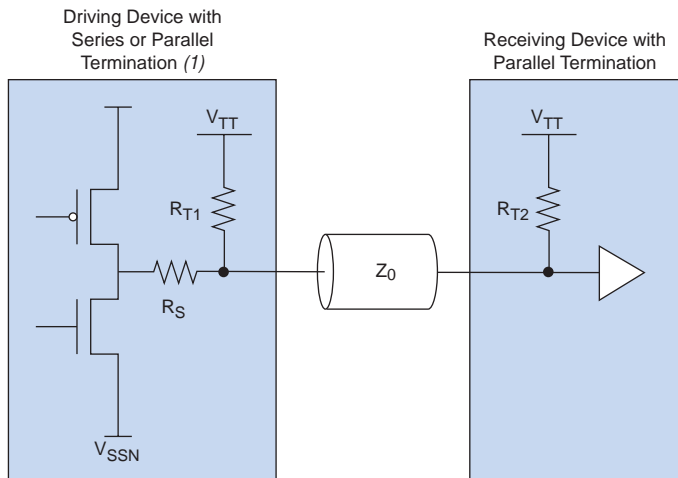 Driving Device with
Series or Parallel
Termination (1)
Receiving Device with
Parallel Termination
VTT
VTT
RT1
RT2
Z0
RS
VSSN